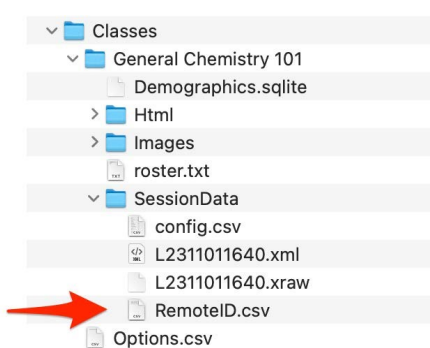 Classes
General Chemistry 101
Demographics.sqlite
Html
Images
roster.txt
SessionData
config.csv
L2311011640.xml
L2311011640.xraw
RemoteID.csv
Options.csv